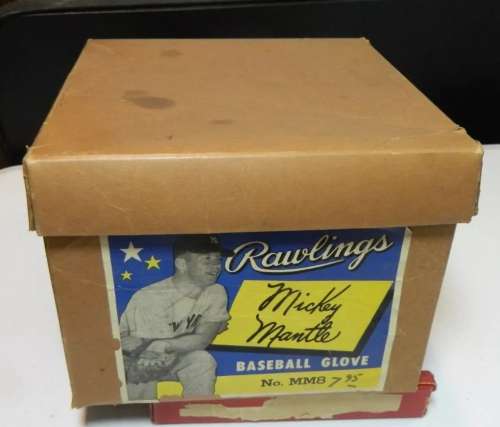 Rawlings
Mickey
Mantle
BASEBALL GLOVE
No. MM8 7 95